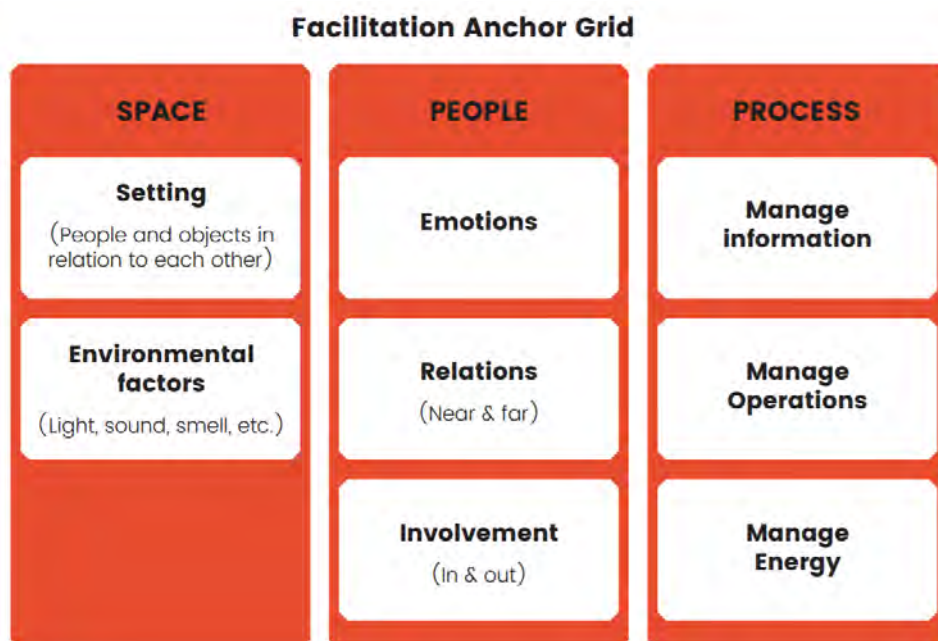 Facilitation Anchor Grid
SPACE
Setting
(People and objects in
relation to each other)
Environmental
factors
(Light, sound, smell, etc.)
PEOPLE
Emotions
Relations
(Near & far)
Involvement
(In & out)
PROCESS
Manage
information
Manage
Operations
Manage
Energy